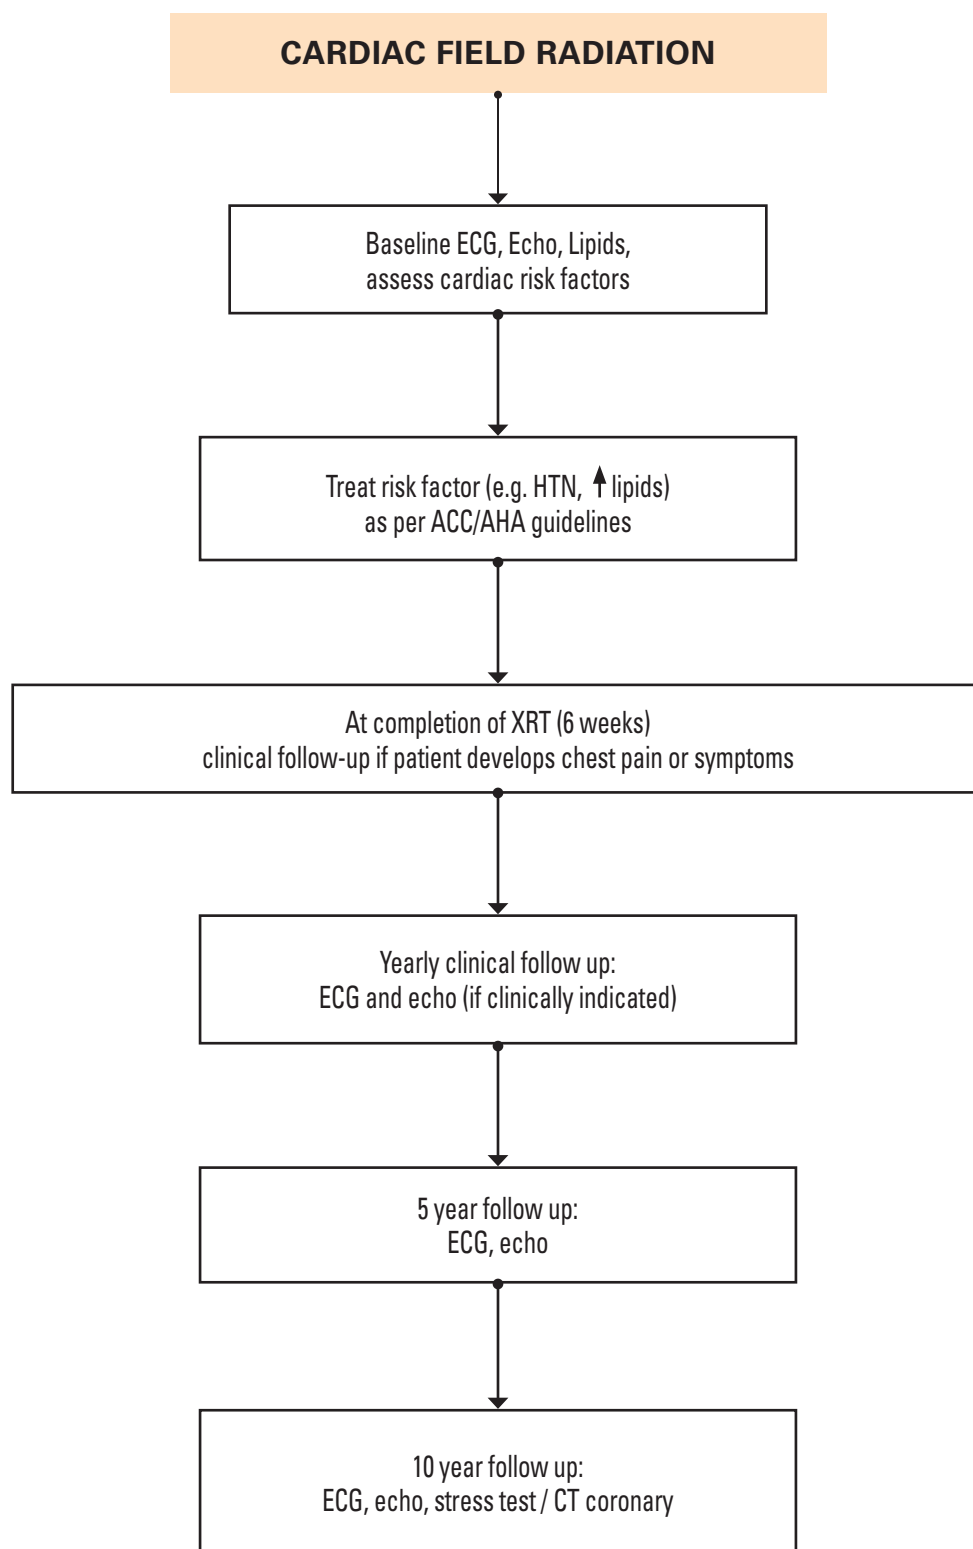 CARDIAC FIELD RADIATION
Baseline ECG, Echo, Lipids,
assess cardiac risk factors
Treat risk factor (e.g. HTN, ↑ lipids)
as per ACC/AHA guidelines
At completion of XRT (6 weeks)
clinical follow-up if patient develops chest pain or symptoms
Yearly clinical follow up:
ECG and echo (if clinically indicated)
5 year follow up:
ECG, echo
10 year follow up:
ECG, echo, stress test / CT coronary